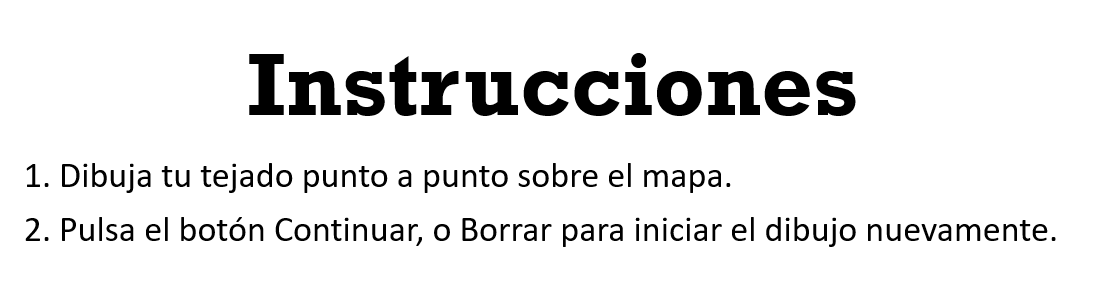 Instrucciones
1. Dibuja tu tejado punto a punto sobre el mapa.
2. Pulsa el botón Continuar, o Borrar para iniciar el dibujo nuevamente.